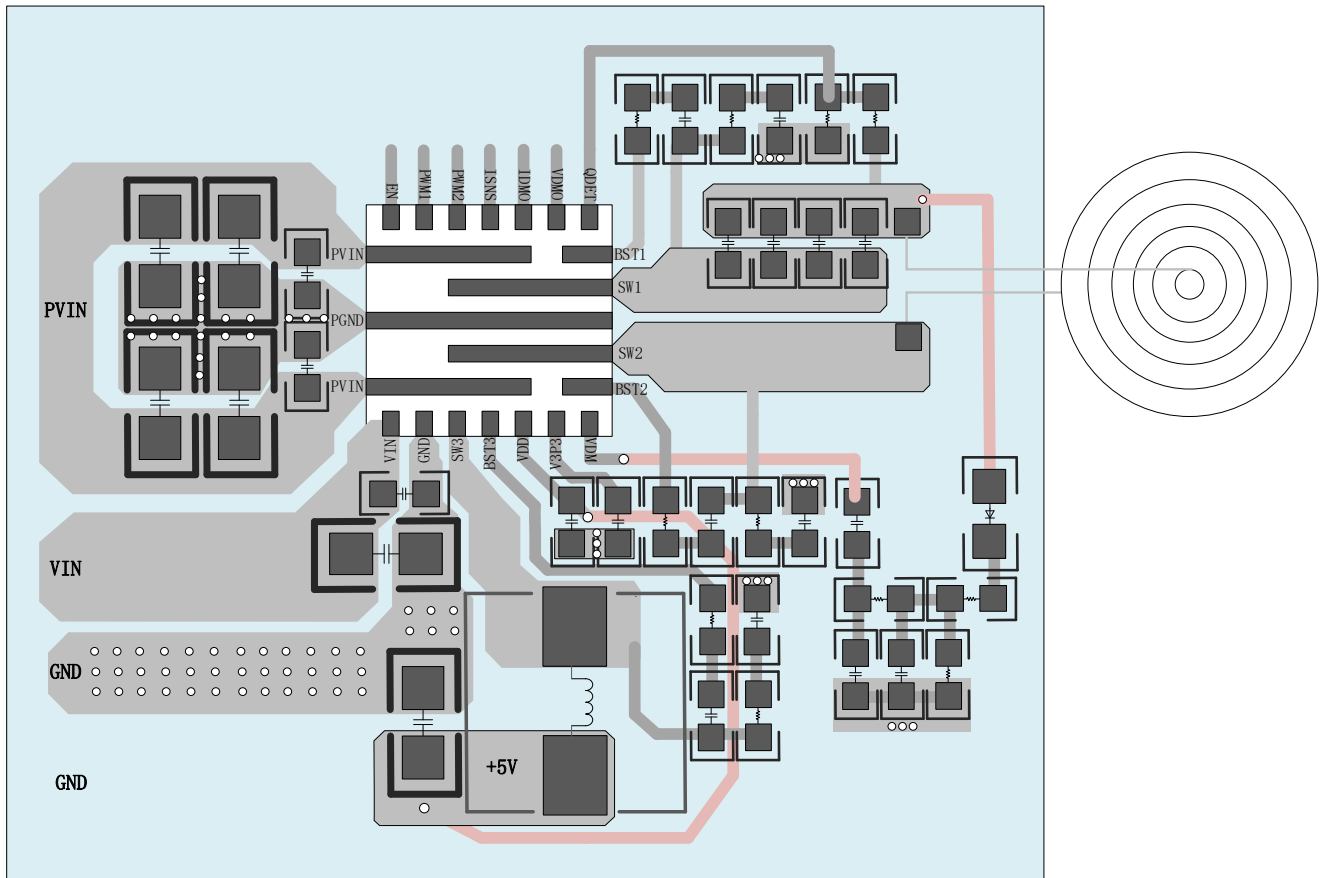 EN
PWM1
PWM2
ISNS
IDMO
VDMO
QDET
PVIN
BST1
SW1
PVIN
PGND
SW2
PVIN
BST2
VIN
GND
SW3
BST3
VDD
V3P3
VDM
VIN
GND
+5V
GND